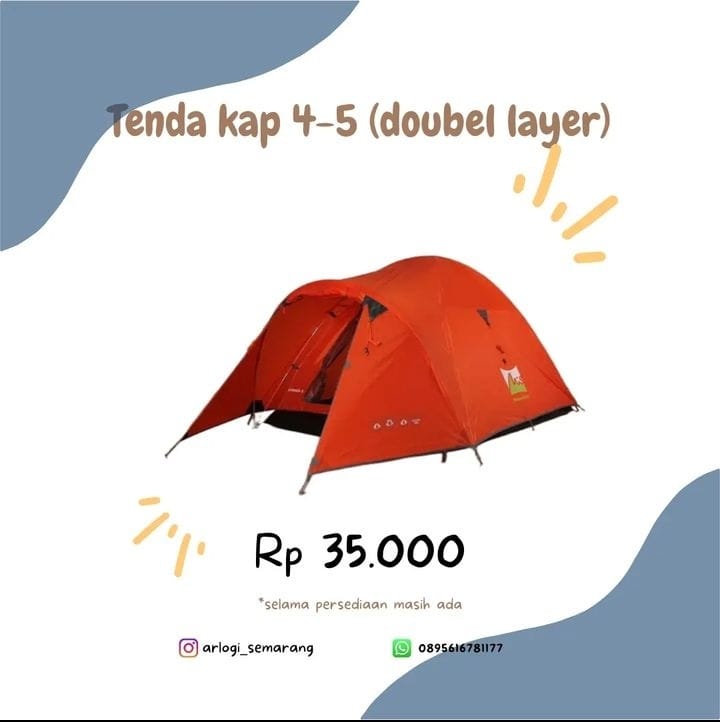 Tenda kap 4-5 (doubel layer)
Rp 35.000
*selama persediaan masih ada
arlogi_semarang
0895616781177